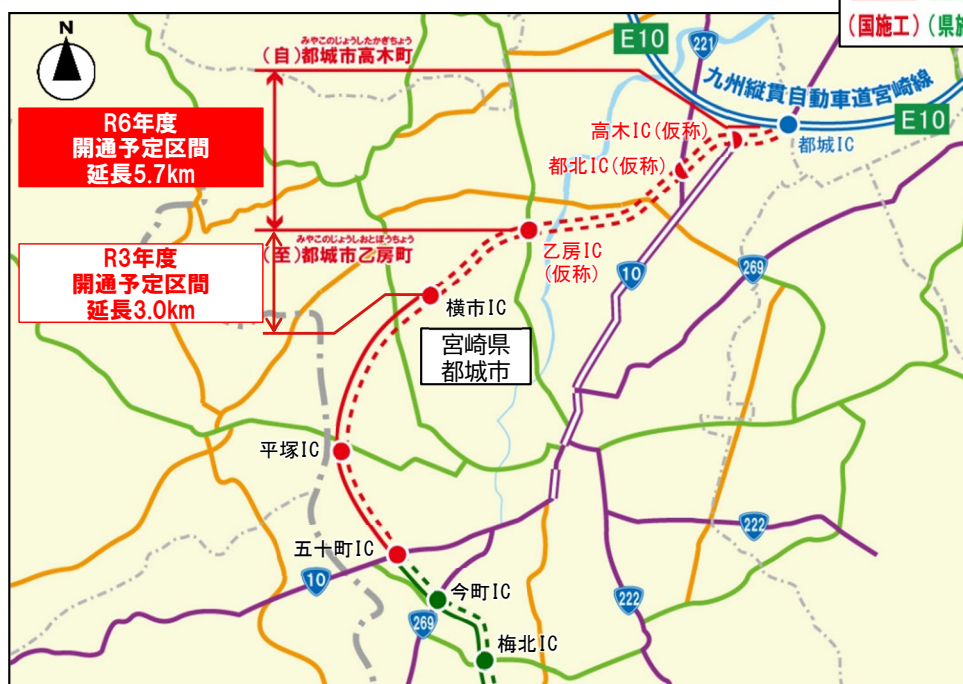 (国施工)(県施
N
みやこのじょうしたかぎちょう
(自)都城市高木町
E10
221
九州縦貫自動車道宮崎線
E10
R6年度
開通予定区間
延長5.7km
高木IC(仮称)
都城IC
都北IC(仮称)
みやこのじょうしおとぼうちょう
(至)都城市乙房町
乙房IC
(仮称)
R3年度
開通予定区間
延長3.0km
10
269
横市IC
宮崎県
都城市
平塚IC
222
五十町IC
10
今町IC
222
269
梅北IC